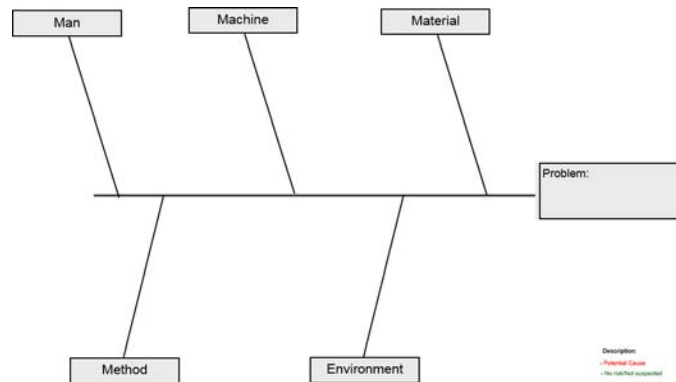 Man
Machine
Material
Problem:
Method
Environment
Description:
- Potential Cause
- No risk/Not suspected